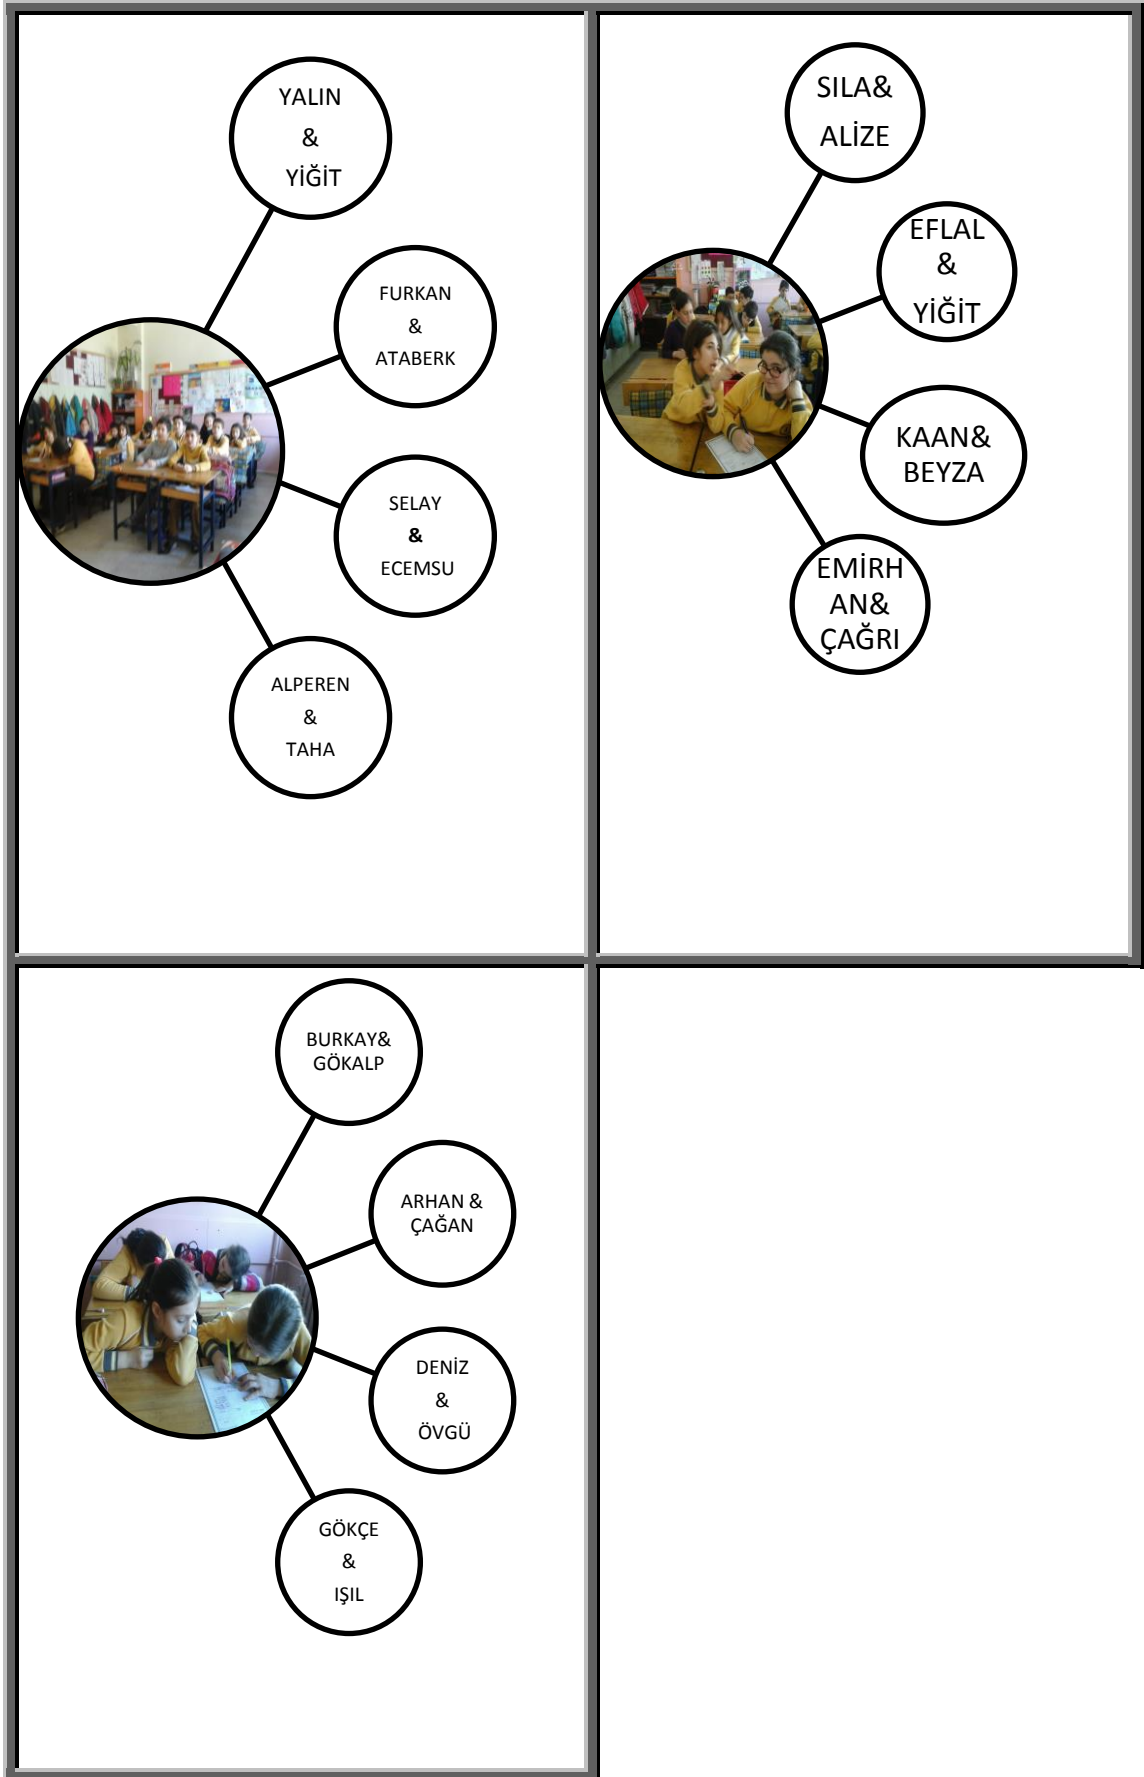 YALIN
&
YİĞİT
FURKAN
&
ATABERK
SELAY
&
ECEMSU
ALPEREN
&
TAHA
SILA&
ALİZE
EFLAL
&
YİĞİT
KAAN&
BEYZA
EMİRH
AN&
ÇAĞRI
BURKAY&
GÖKALP
ARHAN &
ÇAĞAN
DENİZ
&
ÖVGÜ
GÖKÇE
&
IŞIL